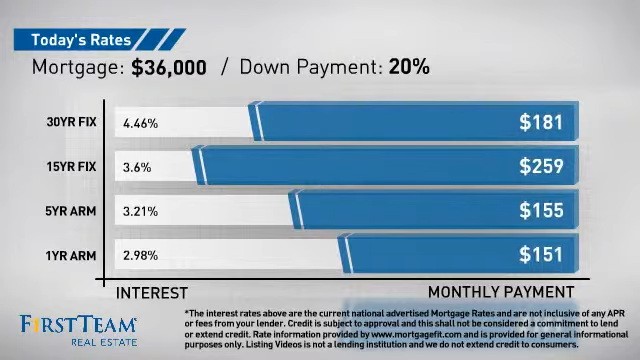 Today's Rates
Mortgage: $36,000 / Down Payment: 20%
30YR FIX 4.46% $181
15YR FIX 3.6% $259
5YR ARM 3.21% $155
1YR ARM 2.98% $151
INTEREST MONTHLY PAYMENT
FIRSTTEAM®
REAL ESTATE
*The interest rates above are the current national advertised Mortgage Rates and are not inclusive of any APR
or fees from your lender. Credit is subject to approval and this shall not be considered a commitment to lend
or extend credit. Rate information provided by www.mortgagefit.com and is provided for general informational
purposes only. Listing Videos is not a lending institution and we do not extend credit to consumers.